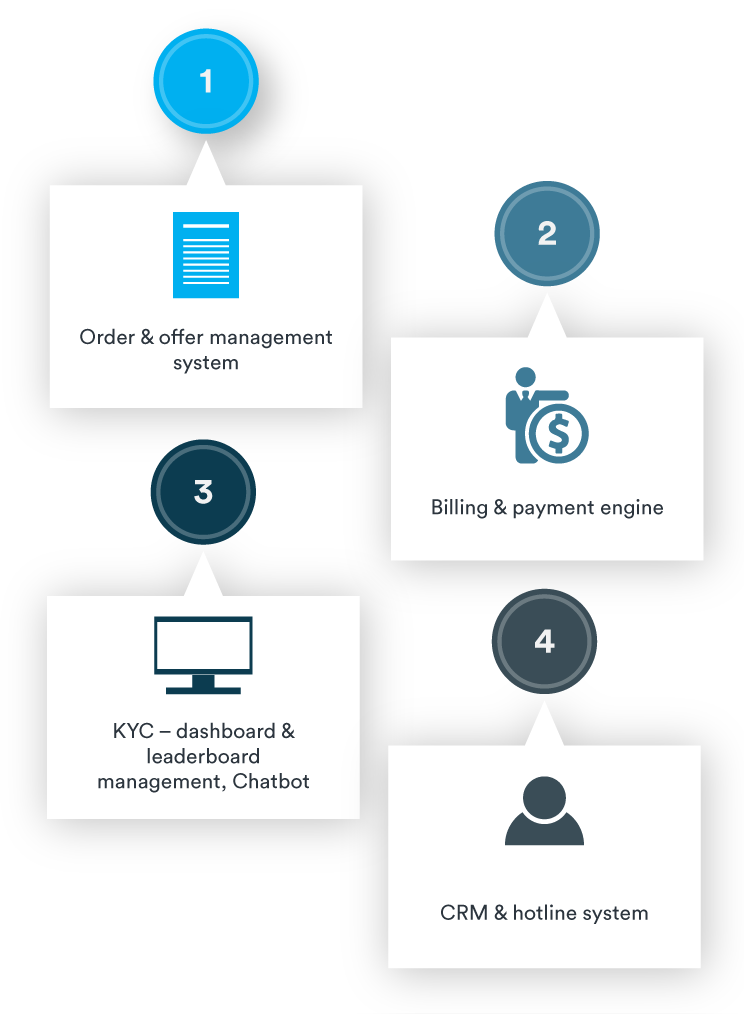 1
Order & offer management
system
2
$
Billing & payment engine
3
KYC – dashboard &
leaderboard
management, Chatbot
4
CRM & hotline system